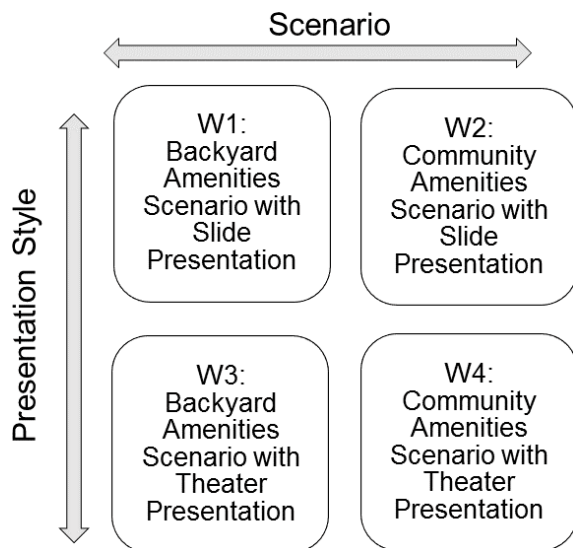 Scenario
Presentation Style
W1:
Backyard
Amenities
Scenario with
Slide
Presentation
W2:
Community
Amenities
Scenario with
Slide
Presentation
W3:
Backyard
Amenities
Scenario with
Theater
Presentation
W4:
Community
Amenities
Scenario with
Theater
Presentation